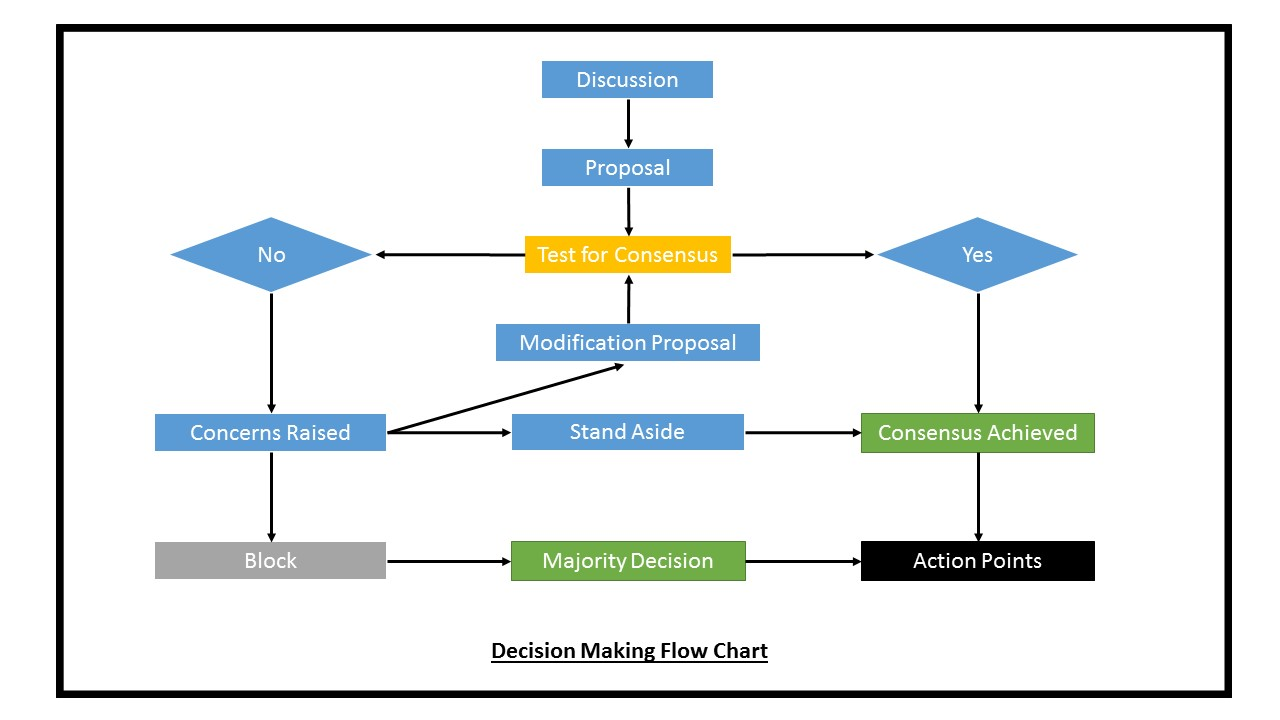 Discussion
Proposal
No
Test for Consensus
Yes
Modification Proposal
Concerns Raised
Stand Aside
Consensus Achieved
Block
Majority Decision
Action Points
Decision Making Flow Chart